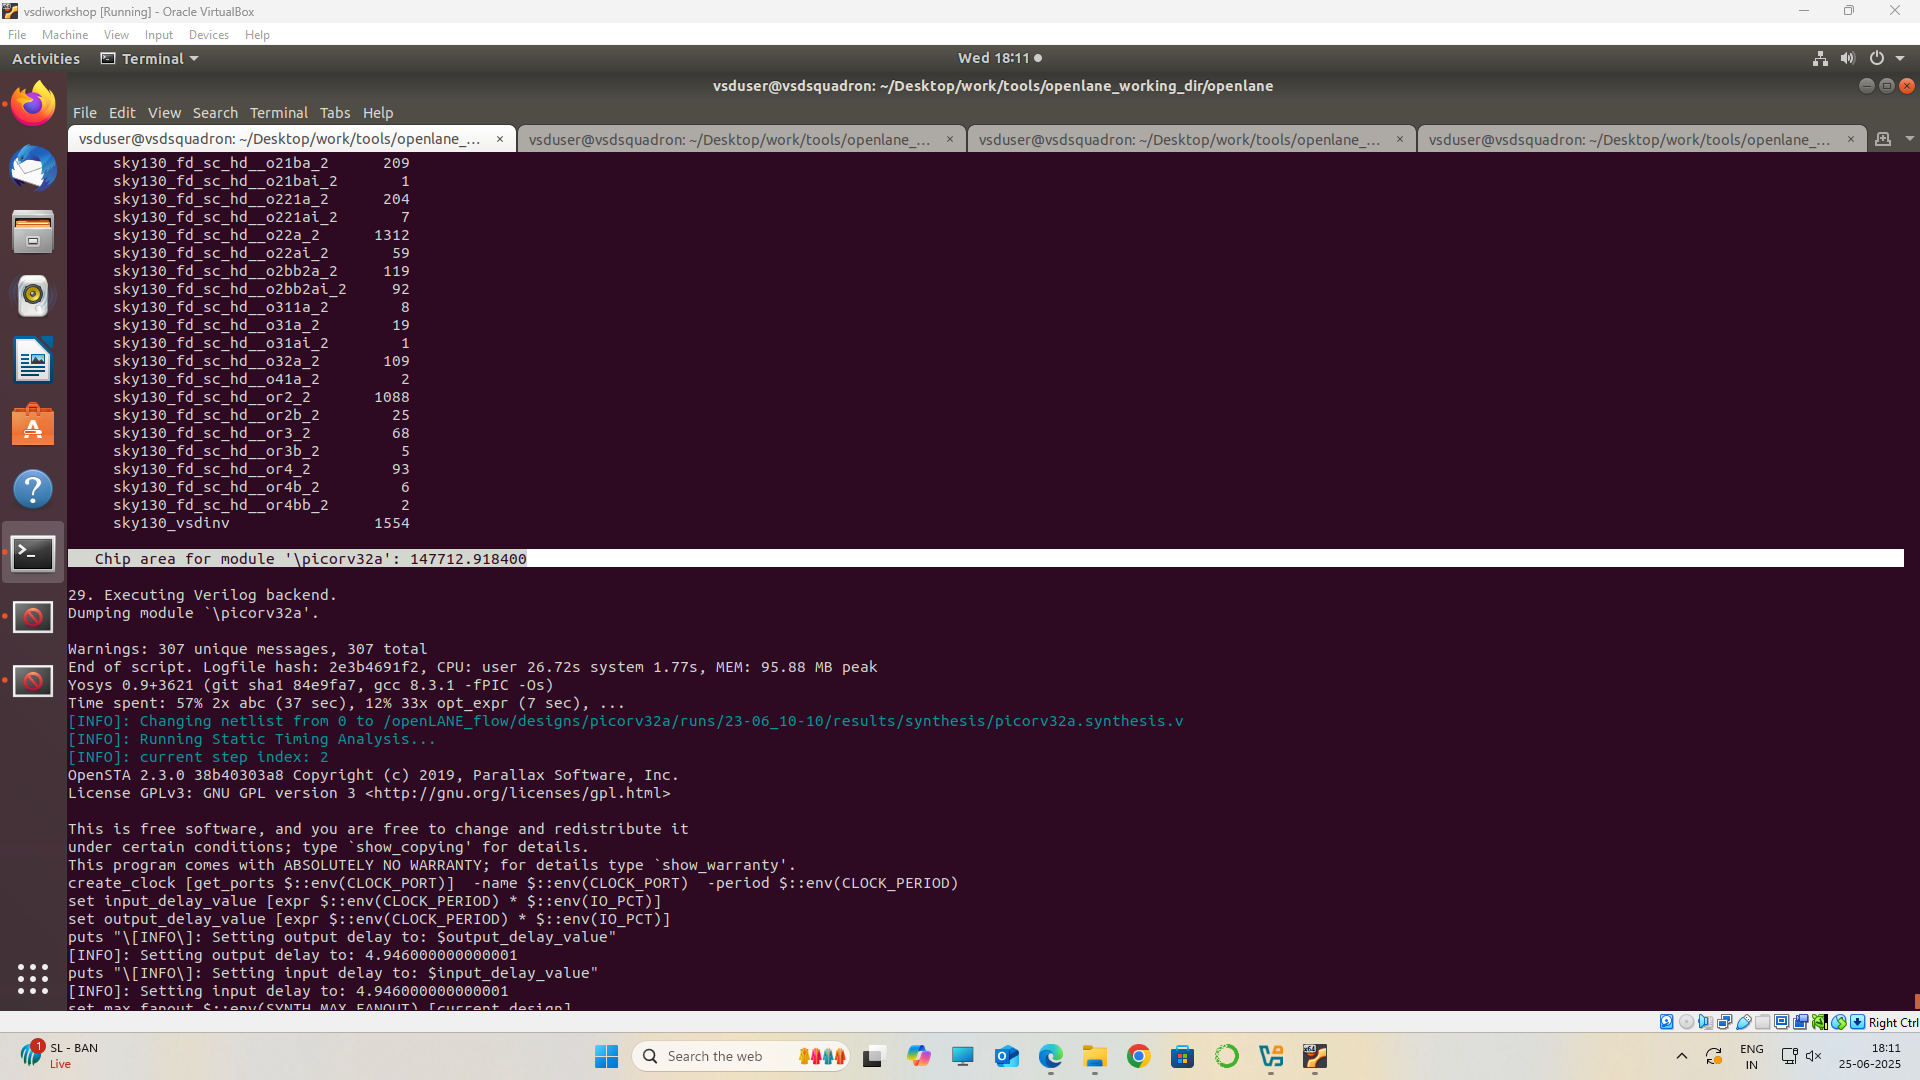 vsdiworkshop [Running] - Oracle VirtualBox
File Machine View Input Devices Help
Activities Terminal Wed 18:11
vsduser@vsdsquadron: ~/Desktop/work/tools/openlane_working_dir/openlane
File Edit View Search Terminal Tabs Help
vsduser@vsdsquadron: ~/Desktop/work/tools/openlane_... × vsduser@vsdsquadron: ~/Desktop/work/tools/openlane_... × vsduser@vsdsquadron: ~/Desktop/work/tools/openlane_... × vsduser@vsdsquadron: ~/Desktop/work/tools/openlane_... ×
sky130_fd_sc_hd__o21ba_2 209
sky130_fd_sc_hd__o21bai_2 1
sky130_fd_sc_hd__o221a_2 204
sky130_fd_sc_hd__o221ai_2 7
sky130_fd_sc_hd__o22a_2 1312
sky130_fd_sc_hd__o22ai_2 59
sky130_fd_sc_hd__o2bb2a_2 119
sky130_fd_sc_hd__o2bb2ai_2 92
sky130_fd_sc_hd__o311a_2 8
sky130_fd_sc_hd__o31a_2 19
sky130_fd_sc_hd__o31ai_2 1
sky130_fd_sc_hd__o32a_2 109
sky130_fd_sc_hd__o41a_2 2
sky130_fd_sc_hd__or2_2 1088
sky130_fd_sc_hd__or2b_2 25
sky130_fd_sc_hd__or3_2 68
sky130_fd_sc_hd__or3b_2 5
sky130_fd_sc_hd__or4_2 93
sky130_fd_sc_hd__or4b_2 6
sky130_fd_sc_hd__or4bb_2 2
sky130_vsdinv 1554
Chip area for module '\picorv32a': 147712.918400
29. Executing Verilog backend.
Dumping module `\picorv32a'.
Warnings: 307 unique messages, 307 total
End of script. Logfile hash: 2e3b4691f2, CPU: user 26.72s system 1.77s, MEM: 95.88 MB peak
Yosys 0.9+3621 (git sha1 84e9fa7, gcc 8.3.1 -fPIC -Os)
Time spent: 57% 2x abc (37 sec), 12% 33x opt_expr (7 sec), ...
[INFO]: Changing netlist from 0 to /openLANE_flow/designs/picorv32a/runs/23-06_10-10/results/synthesis/picorv32a.synthesis.v
[INFO]: Running Static Timing Analysis...
[INFO]: current step index: 2
OpenSTA 2.3.0 38b40303a8 Copyright (c) 2019, Parallax Software, Inc.
License GPLv3: GNU GPL version 3 <http://gnu.org/licenses/gpl.html>
This is free software, and you are free to change and redistribute it
under certain conditions; type `show_copying' for details.
This program comes with ABSOLUTELY NO WARRANTY; for details type `show_warranty'.
create_clock [get_ports $::env(CLOCK_PORT)]  -name $::env(CLOCK_PORT)  -period $::env(CLOCK_PERIOD)
set input_delay_value [expr $::env(CLOCK_PERIOD) * $::env(IO_PCT)]
set output_delay_value [expr $::env(CLOCK_PERIOD) * $::env(IO_PCT)]
puts "\[INFO\]: Setting output delay to: $output_delay_value"
[INFO]: Setting output delay to: 4.946000000000001
puts "\[INFO\]: Setting input delay to: $input_delay_value"
[INFO]: Setting input delay to: 4.946000000000001
set_max_fanout $::env(SYNTH_MAX_FANOUT) [current_design]
Right Ctrl
1 SL - BAN
Live
Search the web
ENG
IN
18:11
25-06-2025